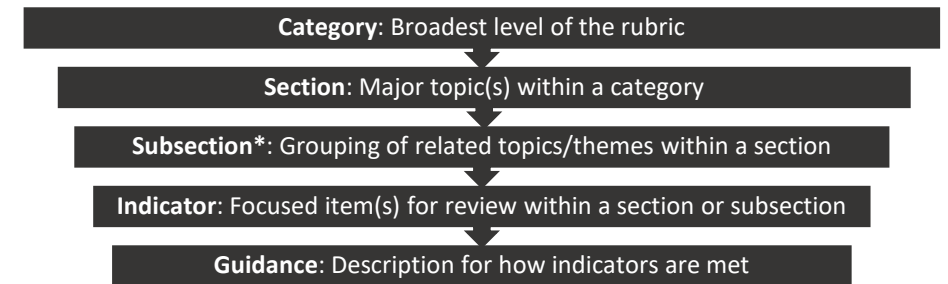 Category: Broadest level of the rubric
Section: Major topic(s) within a category
Subsection*: Grouping of related topics/themes within a section
Indicator: Focused item(s) for review within a section or subsection
Guidance: Description for how indicators are met